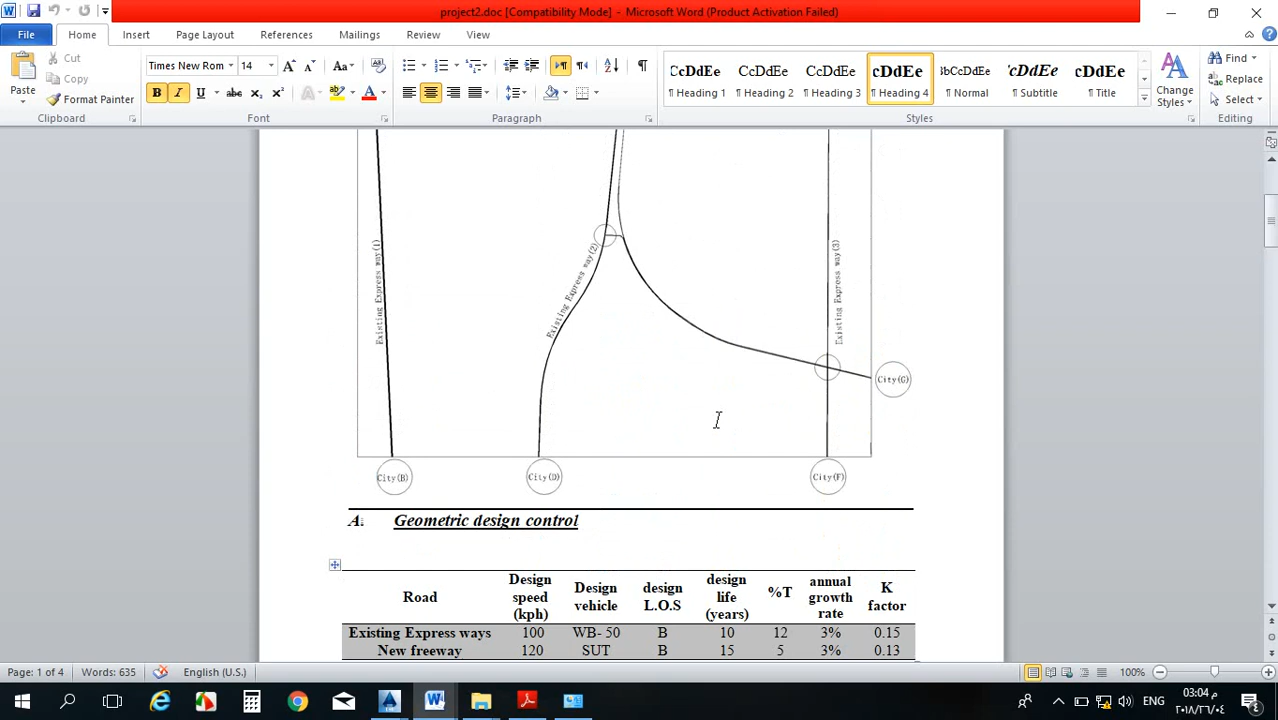 project2.doc [Compatibility Mode] - Microsoft Word (Product Activation Failed)
File Home Insert Page Layout References Mailings Review View
Paste
Cut
Copy
Format Painter
Clipboard
Times New Rom 14
Font
Paragraph
CcDdEe CcDdEe CcDdEe CcDdEe AbBbCcDdE 'CcDdEe CcDdEe
¶ Heading 1 ¶ Heading 2 ¶ Heading 3 ¶ Heading 4 ¶ Normal ¶ Subtitle ¶ Title
Change Styles
Styles
Find
Replace
Select
Editing
Existing Express way(1)
Existing Express way(2)
Existing Express way(3)
City(G)
City(B) City(D) City(F)
A. Geometric design control
Road Design speed (kph) Design vehicle design L.O.S design life (years) %T annual growth rate K factor
Existing Express ways 100 WB- 50 B 10 12 3% 0.15
New freeway 120 SUT B 15 5 3% 0.13
Page: 1 of 4 Words: 635 English (U.S.) 100%
ENG
م 03:04